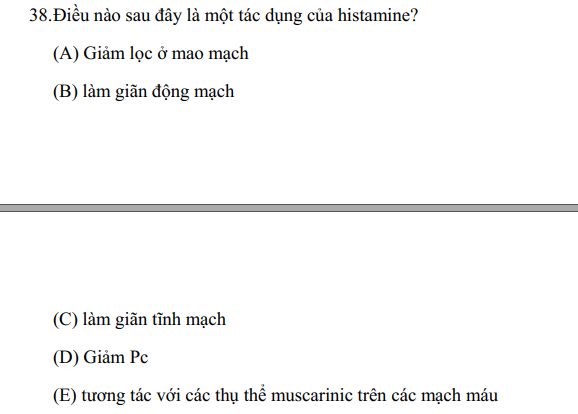 38.Điều nào sau đây là một tác dụng của histamine?
(A) Giảm lọc ở mao mạch
(B) làm giãn động mạch
(C) làm giãn tĩnh mạch
(D) Giảm Pc
(E) tương tác với các thụ thể muscarinic trên các mạch máu